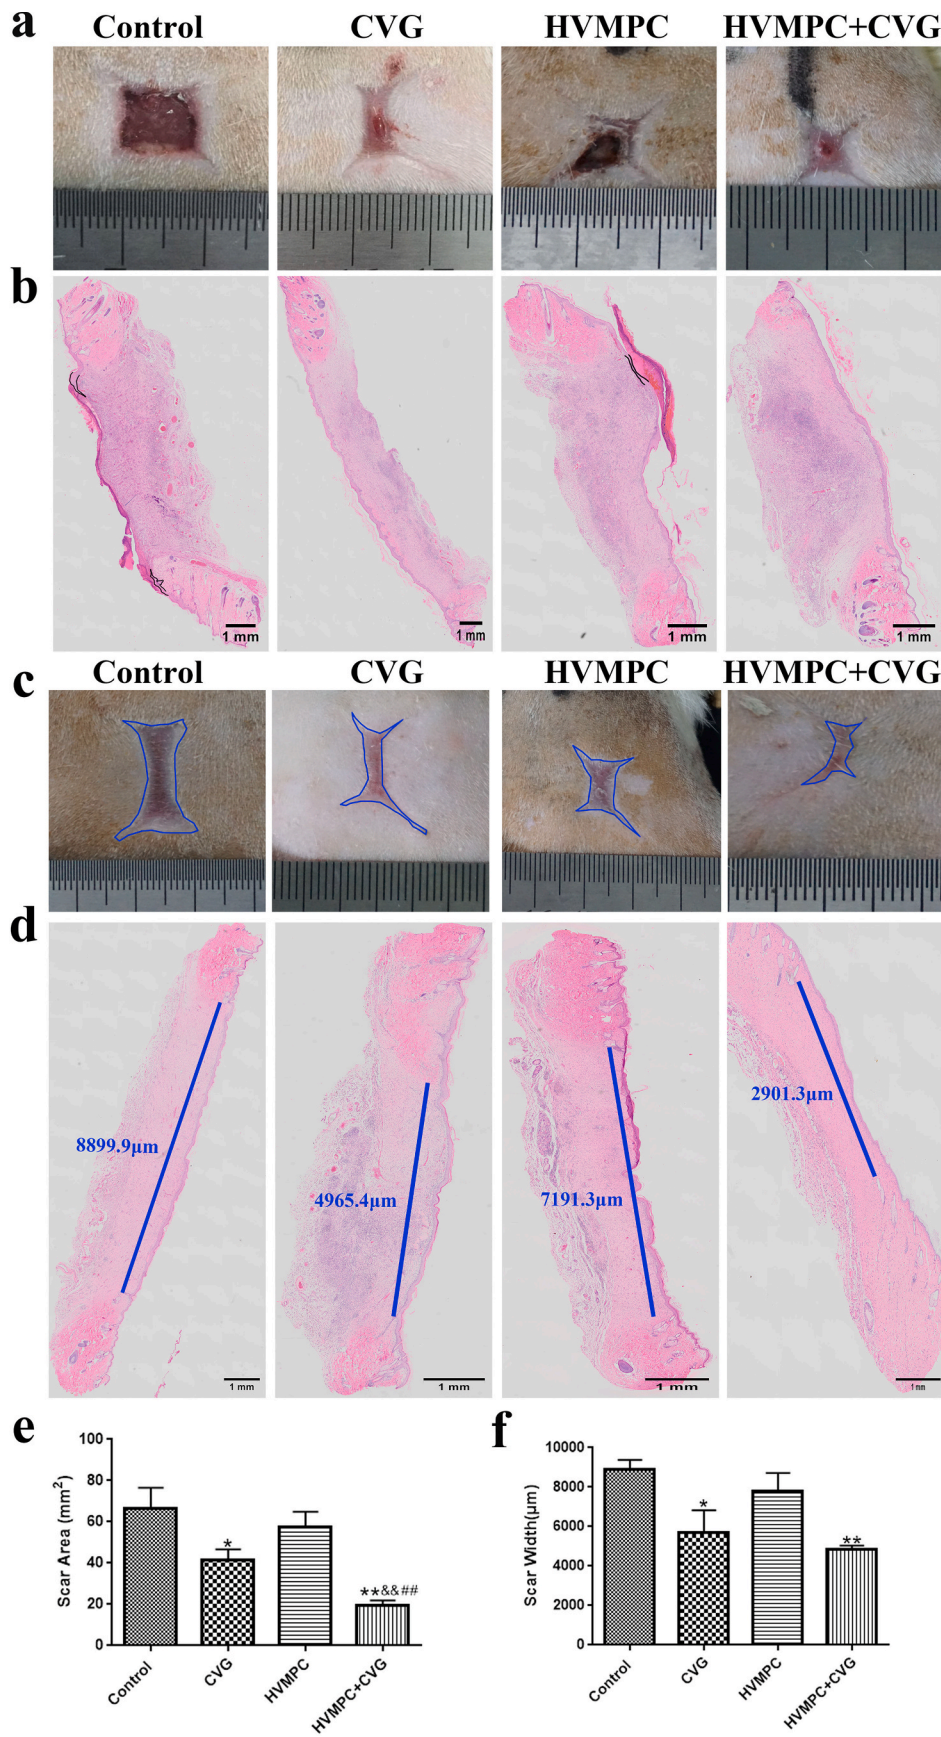 a
Control CVG HVMPC HVMPC+CVG
b
1 mm 1 mm 1 mm 1 mm
Control CVG HVMPC HVMPC+CVG
c
d
8899.9μm
4965.4μm
7191.3μm
2901.3μm
1 mm 1 mm 1 mm 1 mm
e
Scar Area (mm²)
100
80
60
40
20
0
*
**&&##
Control
CVG
HVMPC
HVMPC+CVG
f
Scar Width(μm)
10000
8000
6000
4000
2000
0
*
**
Control
CVG
HVMPC
HVMPC+CVG